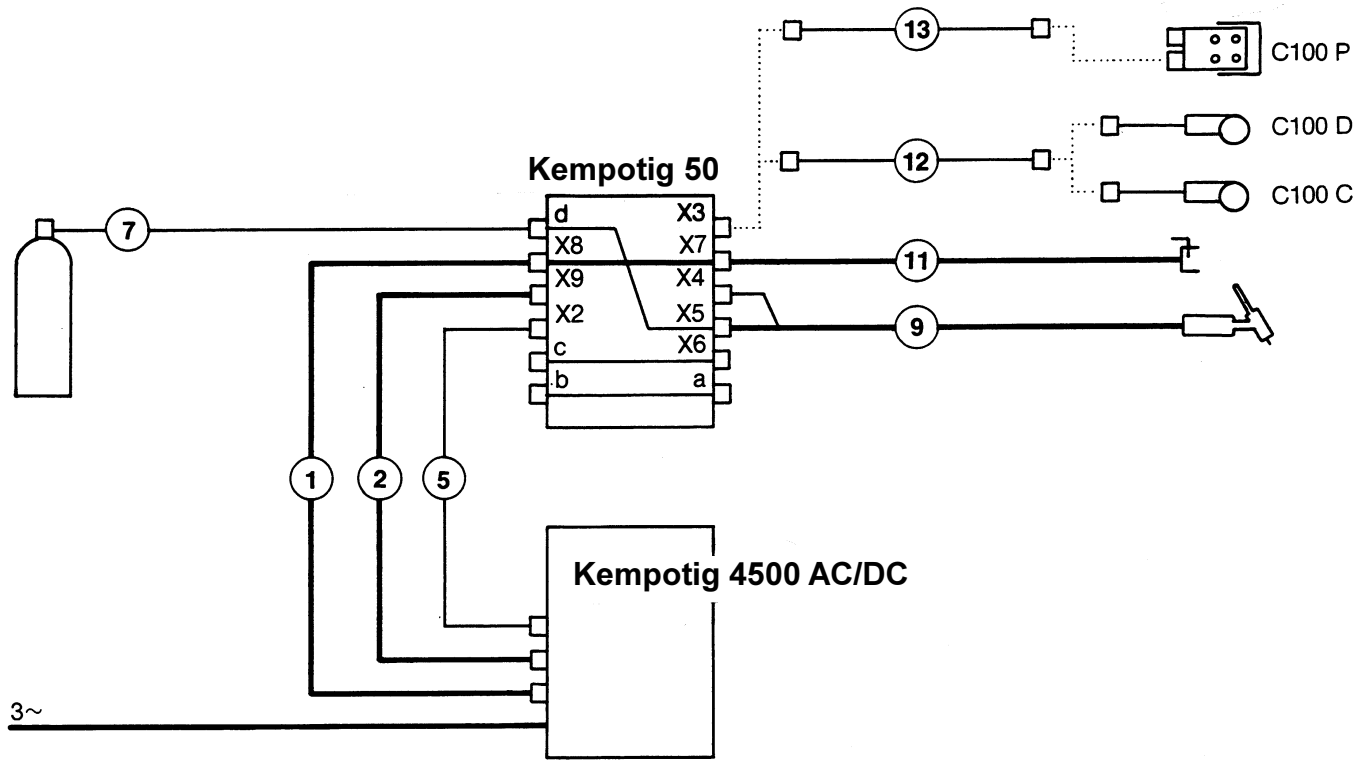 13
C100 P
C100 D
12
C100 C
Kempotig 50
7
d X3
X8 X7
11
X9 X4
X2 X5
9
c X6
b a
1 2 5
Kempotig 4500 AC/DC
3~